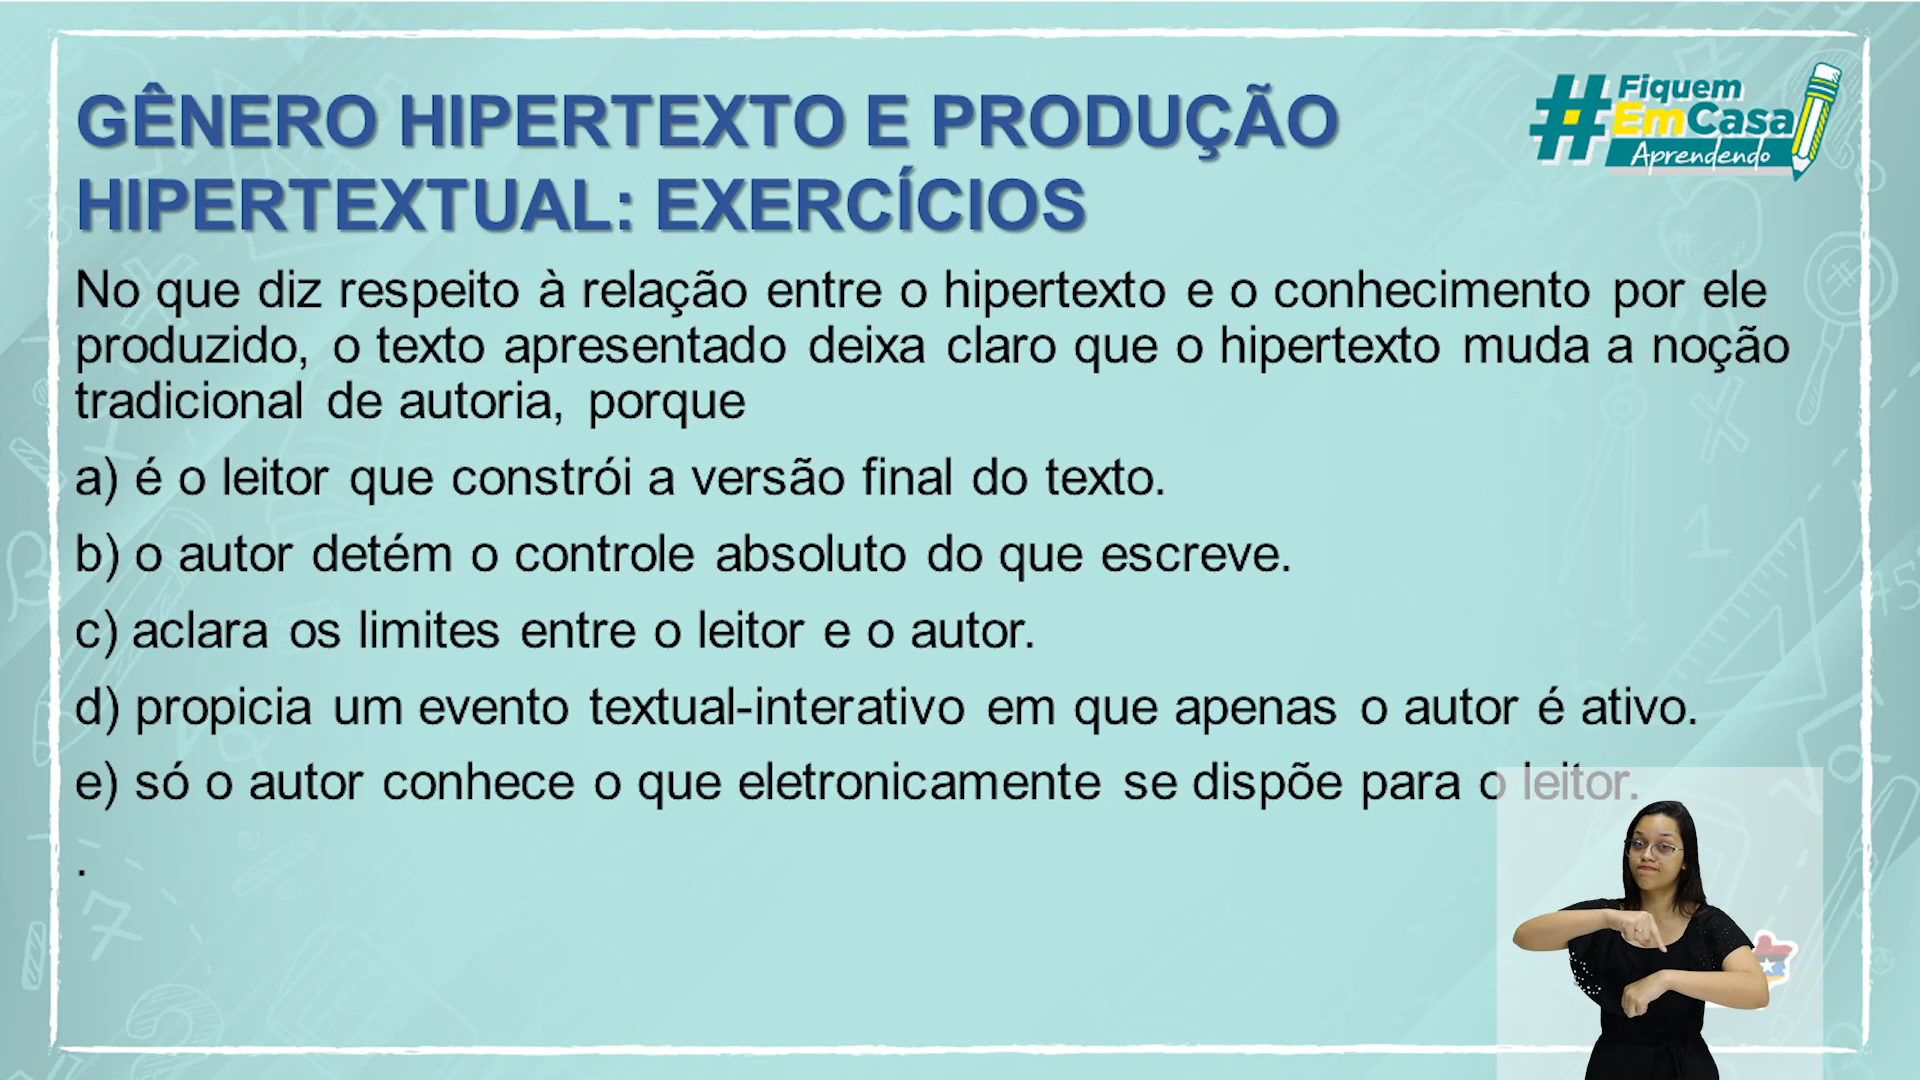 GÊNERO HIPERTEXTO E PRODUÇÃO
HIPERTEXTUAL: EXERCÍCIOS
#Fiquem
EmCasa
Aprendendo
No que diz respeito à relação entre o hipertexto e o conhecimento por ele
produzido, o texto apresentado deixa claro que o hipertexto muda a noção
tradicional de autoria, porque
a) é o leitor que constrói a versão final do texto.
b) o autor detém o controle absoluto do que escreve.
c) aclara os limites entre o leitor e o autor.
d) propicia um evento textual-interativo em que apenas o autor é ativo.
e) só o autor conhece o que eletronicamente se dispõe para o leitor.
.